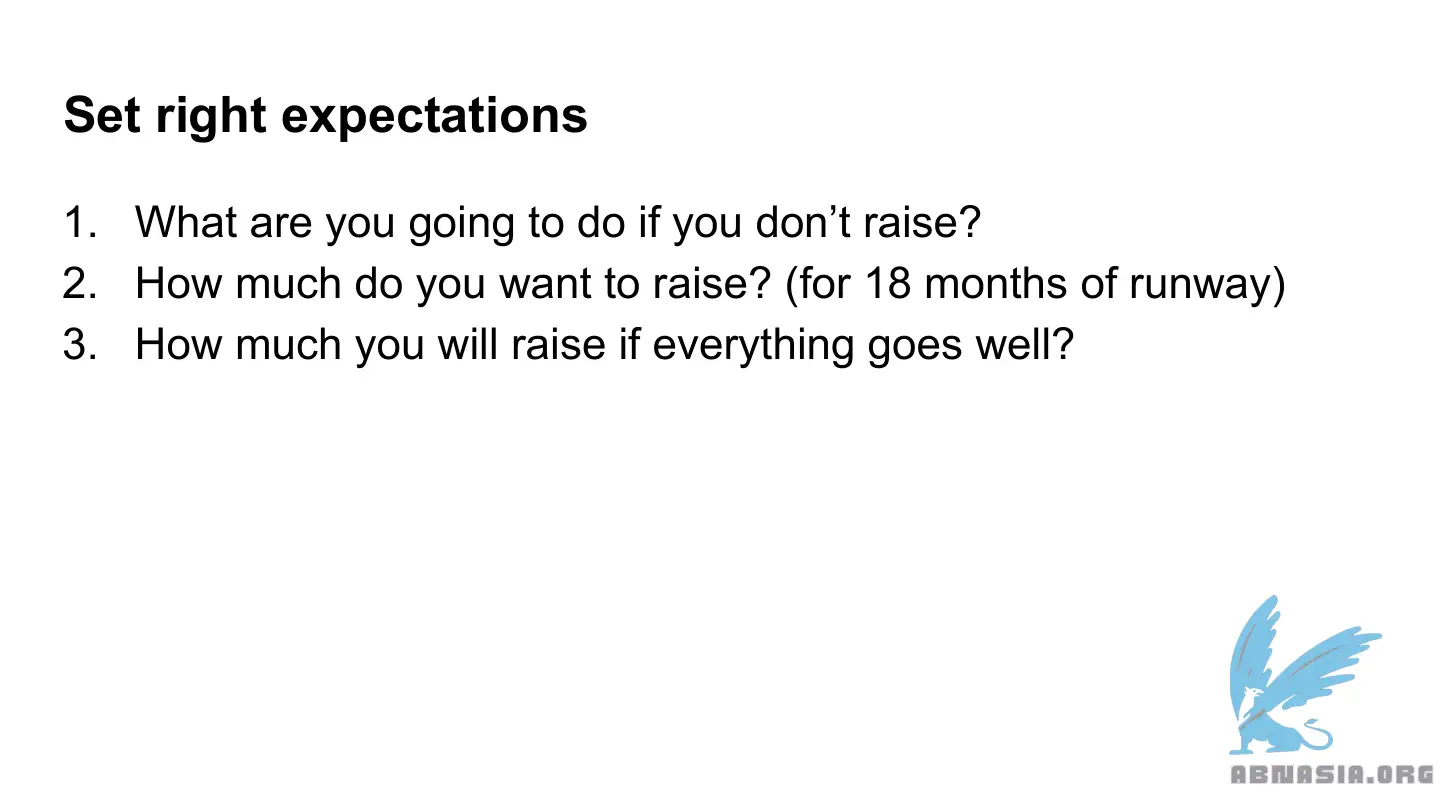 Set right expectations
1. What are you going to do if you don’t raise?
2. How much do you want to raise? (for 18 months of runway)
3. How much you will raise if everything goes well?
ABNASIA.ORG